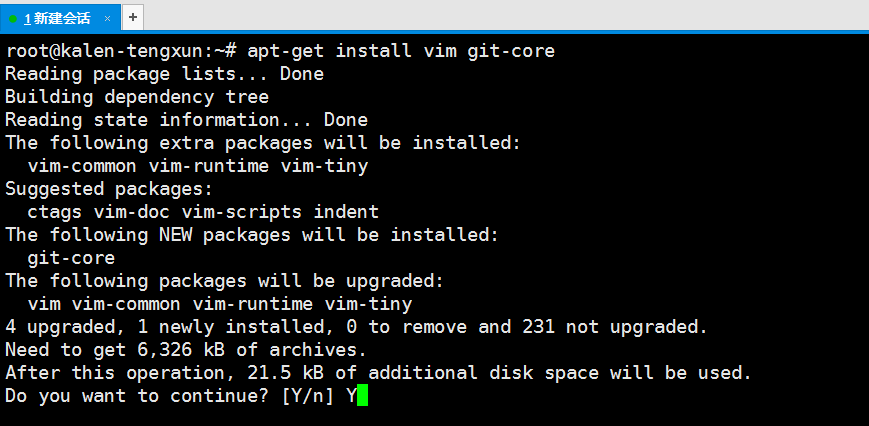 1 新建会话 × +
root@kalen-tengxun:~# apt-get install vim git-core
Reading package lists... Done
Building dependency tree
Reading state information... Done
The following extra packages will be installed:
  vim-common vim-runtime vim-tiny
Suggested packages:
  ctags vim-doc vim-scripts indent
The following NEW packages will be installed:
  git-core
The following packages will be upgraded:
  vim vim-common vim-runtime vim-tiny
4 upgraded, 1 newly installed, 0 to remove and 231 not upgraded.
Need to get 6,326 kB of archives.
After this operation, 21.5 kB of additional disk space will be used.
Do you want to continue? [Y/n] Y